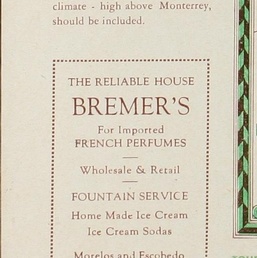 climate - high above Monterrey,
should be included.
THE RELIABLE HOUSE
BREMER'S
For Imported
FRENCH PERFUMES
Wholesale & Retail
FOUNTAIN SERVICE
Home Made Ice Cream
Ice Cream Sodas
Morelos and Escobedo